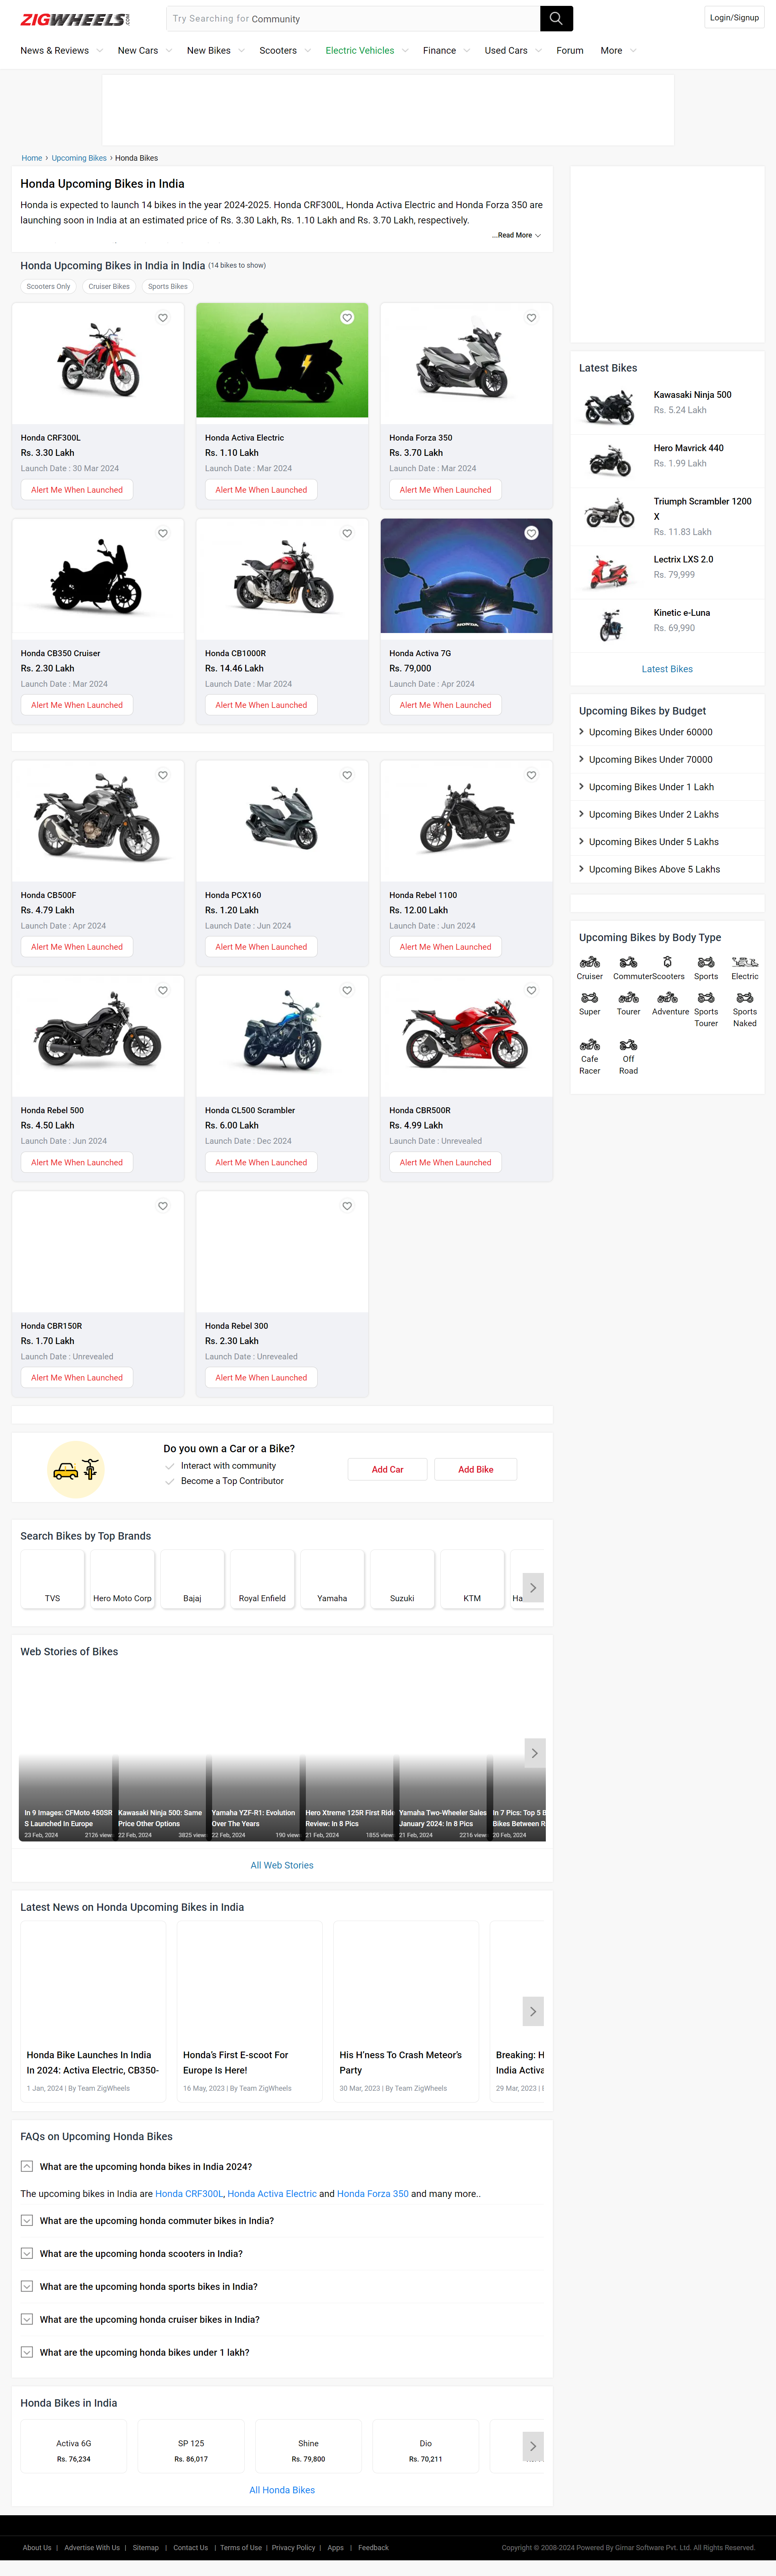 ZIGWHEELS.COM
Try Searching for Community
Login/Signup
News & Reviews
New Cars
New Bikes
Scooters
Electric Vehicles
Finance
Used Cars
Forum
More
Home › Upcoming Bikes › Honda Bikes
Honda Upcoming Bikes in India
Honda is expected to launch 14 bikes in the year 2024-2025. Honda CRF300L, Honda Activa Electric and Honda Forza 350 are
launching soon in India at an estimated price of Rs. 3.30 Lakh, Rs. 1.10 Lakh and Rs. 3.70 Lakh, respectively.
...Read More
Honda Upcoming Bikes in India in India (14 bikes to show)
Scooters Only
Cruiser Bikes
Sports Bikes
Honda CRF300L
Rs. 3.30 Lakh
Launch Date : 30 Mar 2024
Alert Me When Launched
Honda Activa Electric
Rs. 1.10 Lakh
Launch Date : Mar 2024
Alert Me When Launched
Honda Forza 350
Rs. 3.70 Lakh
Launch Date : Mar 2024
Alert Me When Launched
Honda CB350 Cruiser
Rs. 2.30 Lakh
Launch Date : Mar 2024
Alert Me When Launched
Honda CB1000R
Rs. 14.46 Lakh
Launch Date : Mar 2024
Alert Me When Launched
HONDA
Honda Activa 7G
Rs. 79,000
Launch Date : Apr 2024
Alert Me When Launched
Honda CB500F
Rs. 4.79 Lakh
Launch Date : Apr 2024
Alert Me When Launched
Honda PCX160
Rs. 1.20 Lakh
Launch Date : Jun 2024
Alert Me When Launched
Honda Rebel 1100
Rs. 12.00 Lakh
Launch Date : Jun 2024
Alert Me When Launched
Honda Rebel 500
Rs. 4.50 Lakh
Launch Date : Jun 2024
Alert Me When Launched
Honda CL500 Scrambler
Rs. 6.00 Lakh
Launch Date : Dec 2024
Alert Me When Launched
Honda CBR500R
Rs. 4.99 Lakh
Launch Date : Unrevealed
Alert Me When Launched
Honda CBR150R
Rs. 1.70 Lakh
Launch Date : Unrevealed
Alert Me When Launched
Honda Rebel 300
Rs. 2.30 Lakh
Launch Date : Unrevealed
Alert Me When Launched
Latest Bikes
Kawasaki Ninja 500
Rs. 5.24 Lakh
Hero Mavrick 440
Rs. 1.99 Lakh
Triumph Scrambler 1200
X
Rs. 11.83 Lakh
Lectrix LXS 2.0
Rs. 79,999
Kinetic e-Luna
Rs. 69,990
Latest Bikes
Upcoming Bikes by Budget
Upcoming Bikes Under 60000
Upcoming Bikes Under 70000
Upcoming Bikes Under 1 Lakh
Upcoming Bikes Under 2 Lakhs
Upcoming Bikes Under 5 Lakhs
Upcoming Bikes Above 5 Lakhs
Upcoming Bikes by Body Type
Cruiser
Commuter
Scooters
Sports
Electric
Super
Tourer
Adventure
Sports
Tourer
Sports
Naked
Cafe
Racer
Off
Road
Do you own a Car or a Bike?
Interact with community
Become a Top Contributor
Add Car
Add Bike
Search Bikes by Top Brands
TVS
Hero Moto Corp
Bajaj
Royal Enfield
Yamaha
Suzuki
KTM
Ha
Web Stories of Bikes
In 9 Images: CFMoto 450SR
S Launched In Europe
23 Feb, 2024 2126 view
Kawasaki Ninja 500: Same
Price Other Options
22 Feb, 2024 3825 view
Yamaha YZF-R1: Evolution
Over The Years
22 Feb, 2024 190 view
Hero Xtreme 125R First Ride
Review: In 8 Pics
21 Feb, 2024 1855 view
Yamaha Two-Wheeler Sales
January 2024: In 8 Pics
21 Feb, 2024 2216 view
In 7 Pics: Top 5 B
Bikes Between R
20 Feb, 2024
All Web Stories
Latest News on Honda Upcoming Bikes in India
Honda Bike Launches In India
In 2024: Activa Electric, CB350-
1 Jan, 2024 | By Team ZigWheels
Honda's First E-scoot For
Europe Is Here!
16 May, 2023 | By Team ZigWheels
His H'ness To Crash Meteor's
Party
30 Mar, 2023 | By Team ZigWheels
Breaking: H
India Activa
29 Mar, 2023 |
FAQs on Upcoming Honda Bikes
What are the upcoming honda bikes in India 2024?
The upcoming bikes in India are Honda CRF300L, Honda Activa Electric and Honda Forza 350 and many more..
What are the upcoming honda commuter bikes in India?
What are the upcoming honda scooters in India?
What are the upcoming honda sports bikes in India?
What are the upcoming honda cruiser bikes in India?
What are the upcoming honda bikes under 1 lakh?
Honda Bikes in India
Activa 6G
Rs. 76,234
SP 125
Rs. 86,017
Shine
Rs. 79,800
Dio
Rs. 70,211
All Honda Bikes
About Us | Advertise With Us | Sitemap | Contact Us | Terms of Use | Privacy Policy | Apps | Feedback
Copyright © 2008-2024 Powered By Girnar Software Pvt. Ltd. All Rights Reserved.